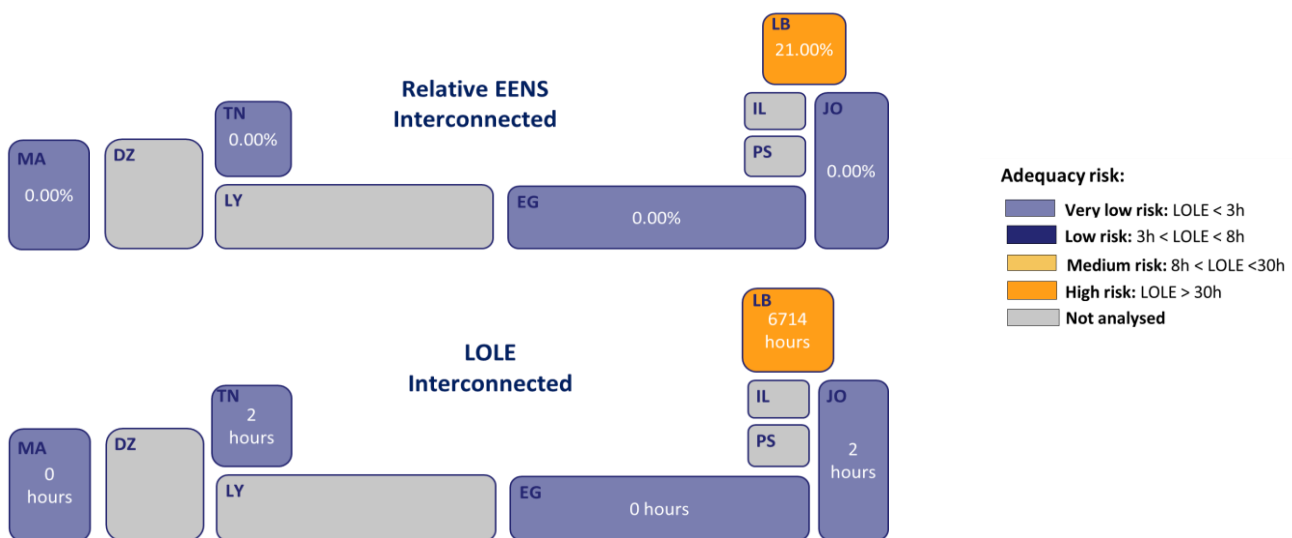 LB
21.00%
Relative EENS
Interconnected
TN
0.00%
IL
JO
0.00%
PS
MA
0.00%
DZ
LY
EG
0.00%
Adequacy risk:
Very low risk: LOLE < 3h
Low risk: 3h < LOLE < 8h
Medium risk: 8h < LOLE <30h
High risk: LOLE > 30h
Not analysed
LB
6714
hours
LOLE
Interconnected
TN
2
hours
IL
JO
2
hours
PS
MA
0
hours
DZ
LY
EG
0 hours